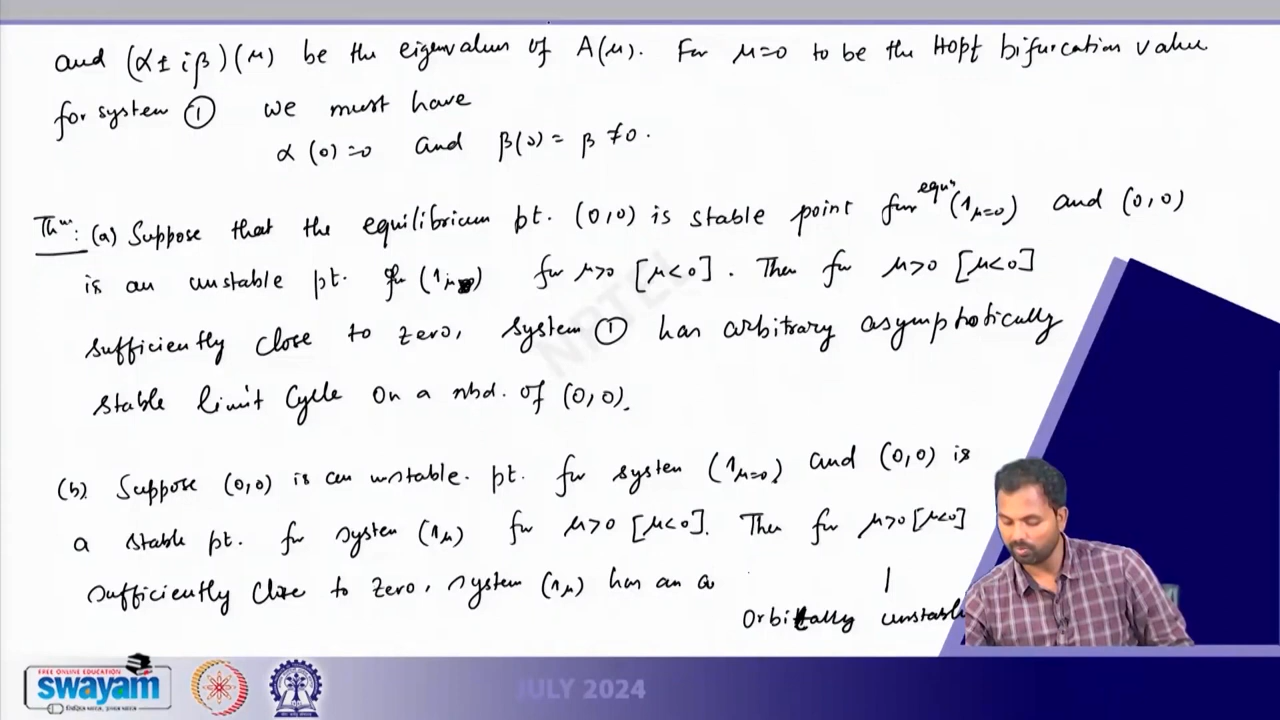 and (α ± iβ)(μ) be the eigenvalues of A(μ). For μ=0 to be the Hopf bifurcation value
for system ① we must have
α(0)=0 and β(0) = β ≠0.
Thm: (a) Suppose that the equilibrium pt. (0,0) is stable point for equn (1μ=0) and (0,0)
is an unstable pt. for (1μ) for μ>0 [μ<0]. Then for μ>0 [μ<0]
sufficiently close to zero, system ① has arbitrary asymptotically
stable limit cycle on a nbd. of (0,0).
(b). Suppose (0,0) is an unstable. pt. for system (1μ=0) and (0,0) is
a stable pt. for system (1μ) for μ>0 [μ<0]. Then for μ>0 [μ<0]
sufficiently close to zero, system (1μ) has an a
Orbitally unstable
NPTEL
FREE ONLINE EDUCATION
swayam
JULY 2024